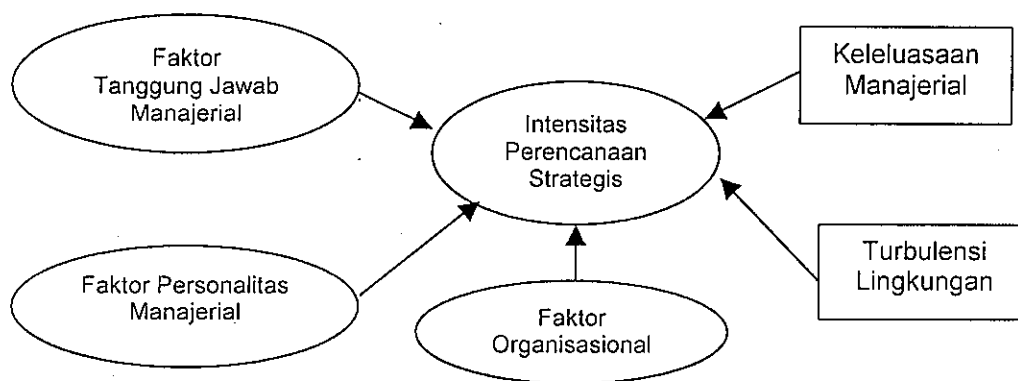 Faktor
Tanggung Jawab
Manajerial
Keleluasaan
Manajerial
Intensitas
Perencanaan
Strategis
Faktor Personalitas
Manajerial
Faktor
Organisasional
Turbulensi
Lingkungan